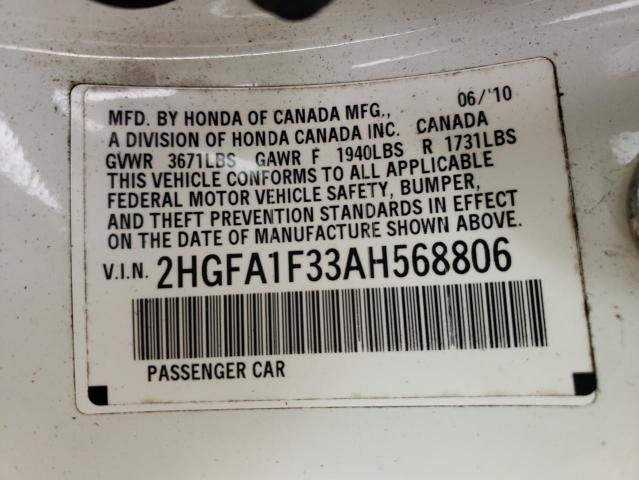 MFD. BY HONDA OF CANADA MFG., 06/'10
A DIVISION OF HONDA CANADA INC. CANADA
GVWR 3671LBS GAWR F 1940LBS R 1731LBS
THIS VEHICLE CONFORMS TO ALL APPLICABLE
FEDERAL MOTOR VEHICLE SAFETY, BUMPER,
AND THEFT PREVENTION STANDARDS IN EFFECT
ON THE DATE OF MANUFACTURE SHOWN ABOVE.
V.I.N. 2HGFA1F33AH568806
PASSENGER CAR